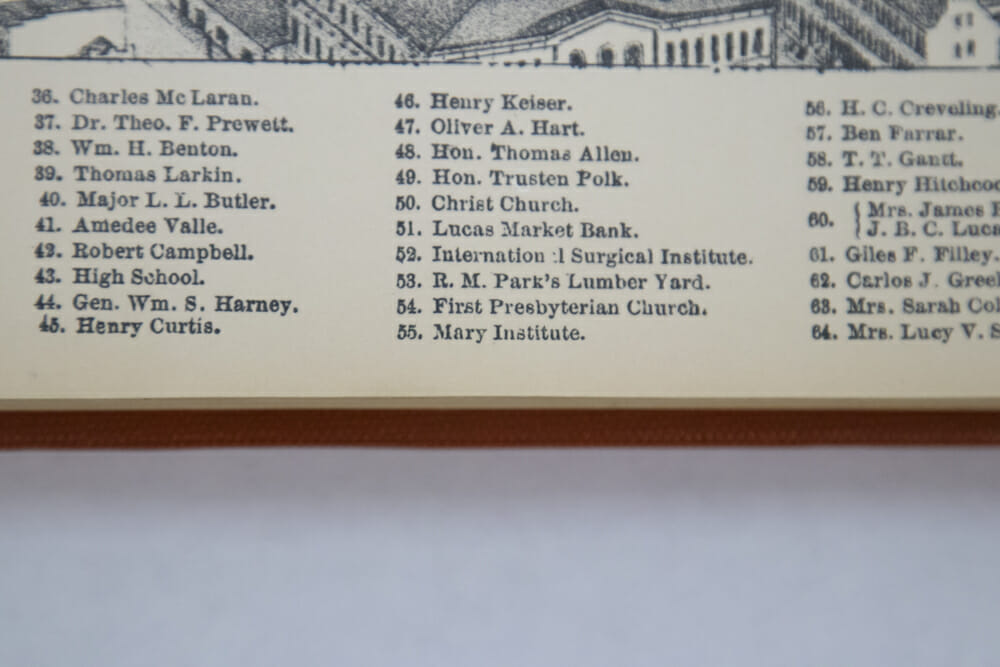 36. Charles Mc Laran.
37. Dr. Theo. F. Prewett.
38. Wm. H. Benton.
39. Thomas Larkin.
40. Major L. L. Butler.
41. Amedee Valle.
42. Robert Campbell.
43. High School.
44. Gen. Wm. S. Harney.
45. Henry Curtis.
46. Henry Keiser.
47. Oliver A. Hart.
48. Hon. Thomas Allen.
49. Hon. Trusten Polk.
50. Christ Church.
51. Lucas Market Bank.
52. Internation l Surgical Institute.
53. R. M. Park's Lumber Yard.
54. First Presbyterian Church.
55. Mary Institute.
56. H. C. Creveling
57. Ben Farrar.
58. T. T. Gantt.
59. Henry Hitchcoc
60. { Mrs. James
J. B. C. Luca
61. Giles F. Filley.
62. Carlos J. Greel
63. Mrs. Sarah Col
64. Mrs. Lucy V. S